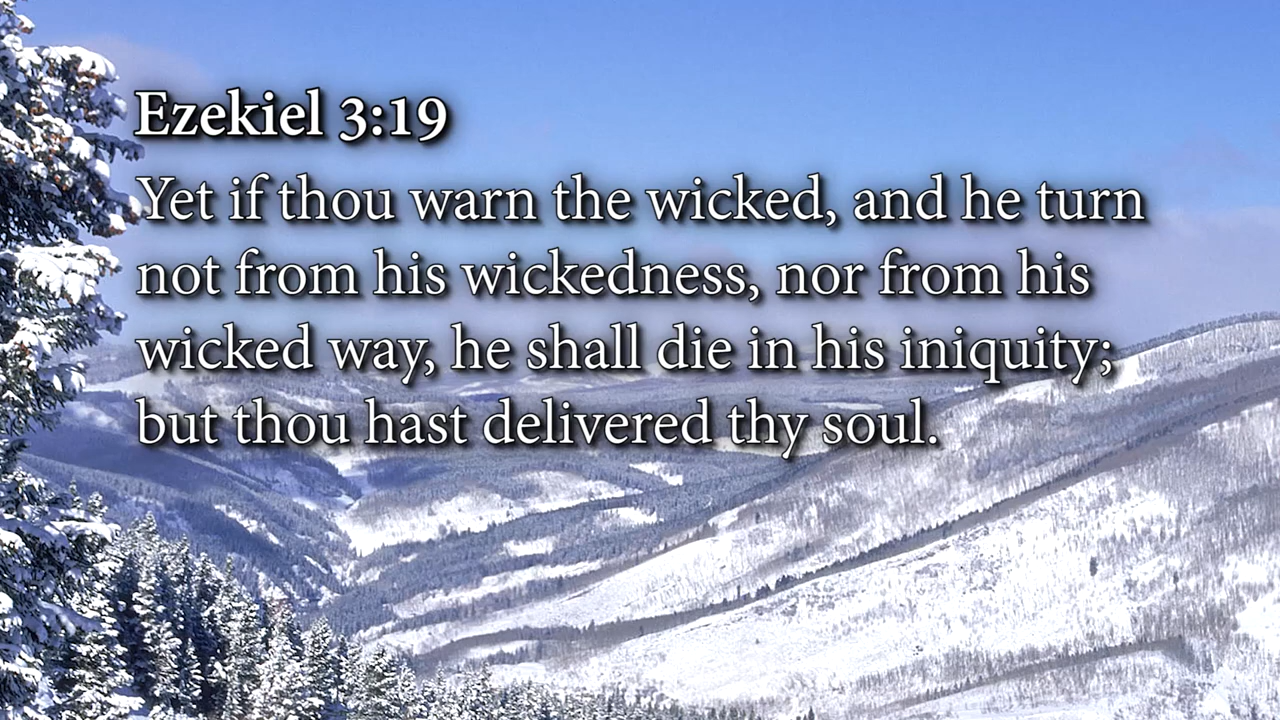 Ezekiel 3:19
Yet if thou warn the wicked, and he turn
not from his wickedness, nor from his
wicked way, he shall die in his iniquity;
but thou hast delivered thy soul.